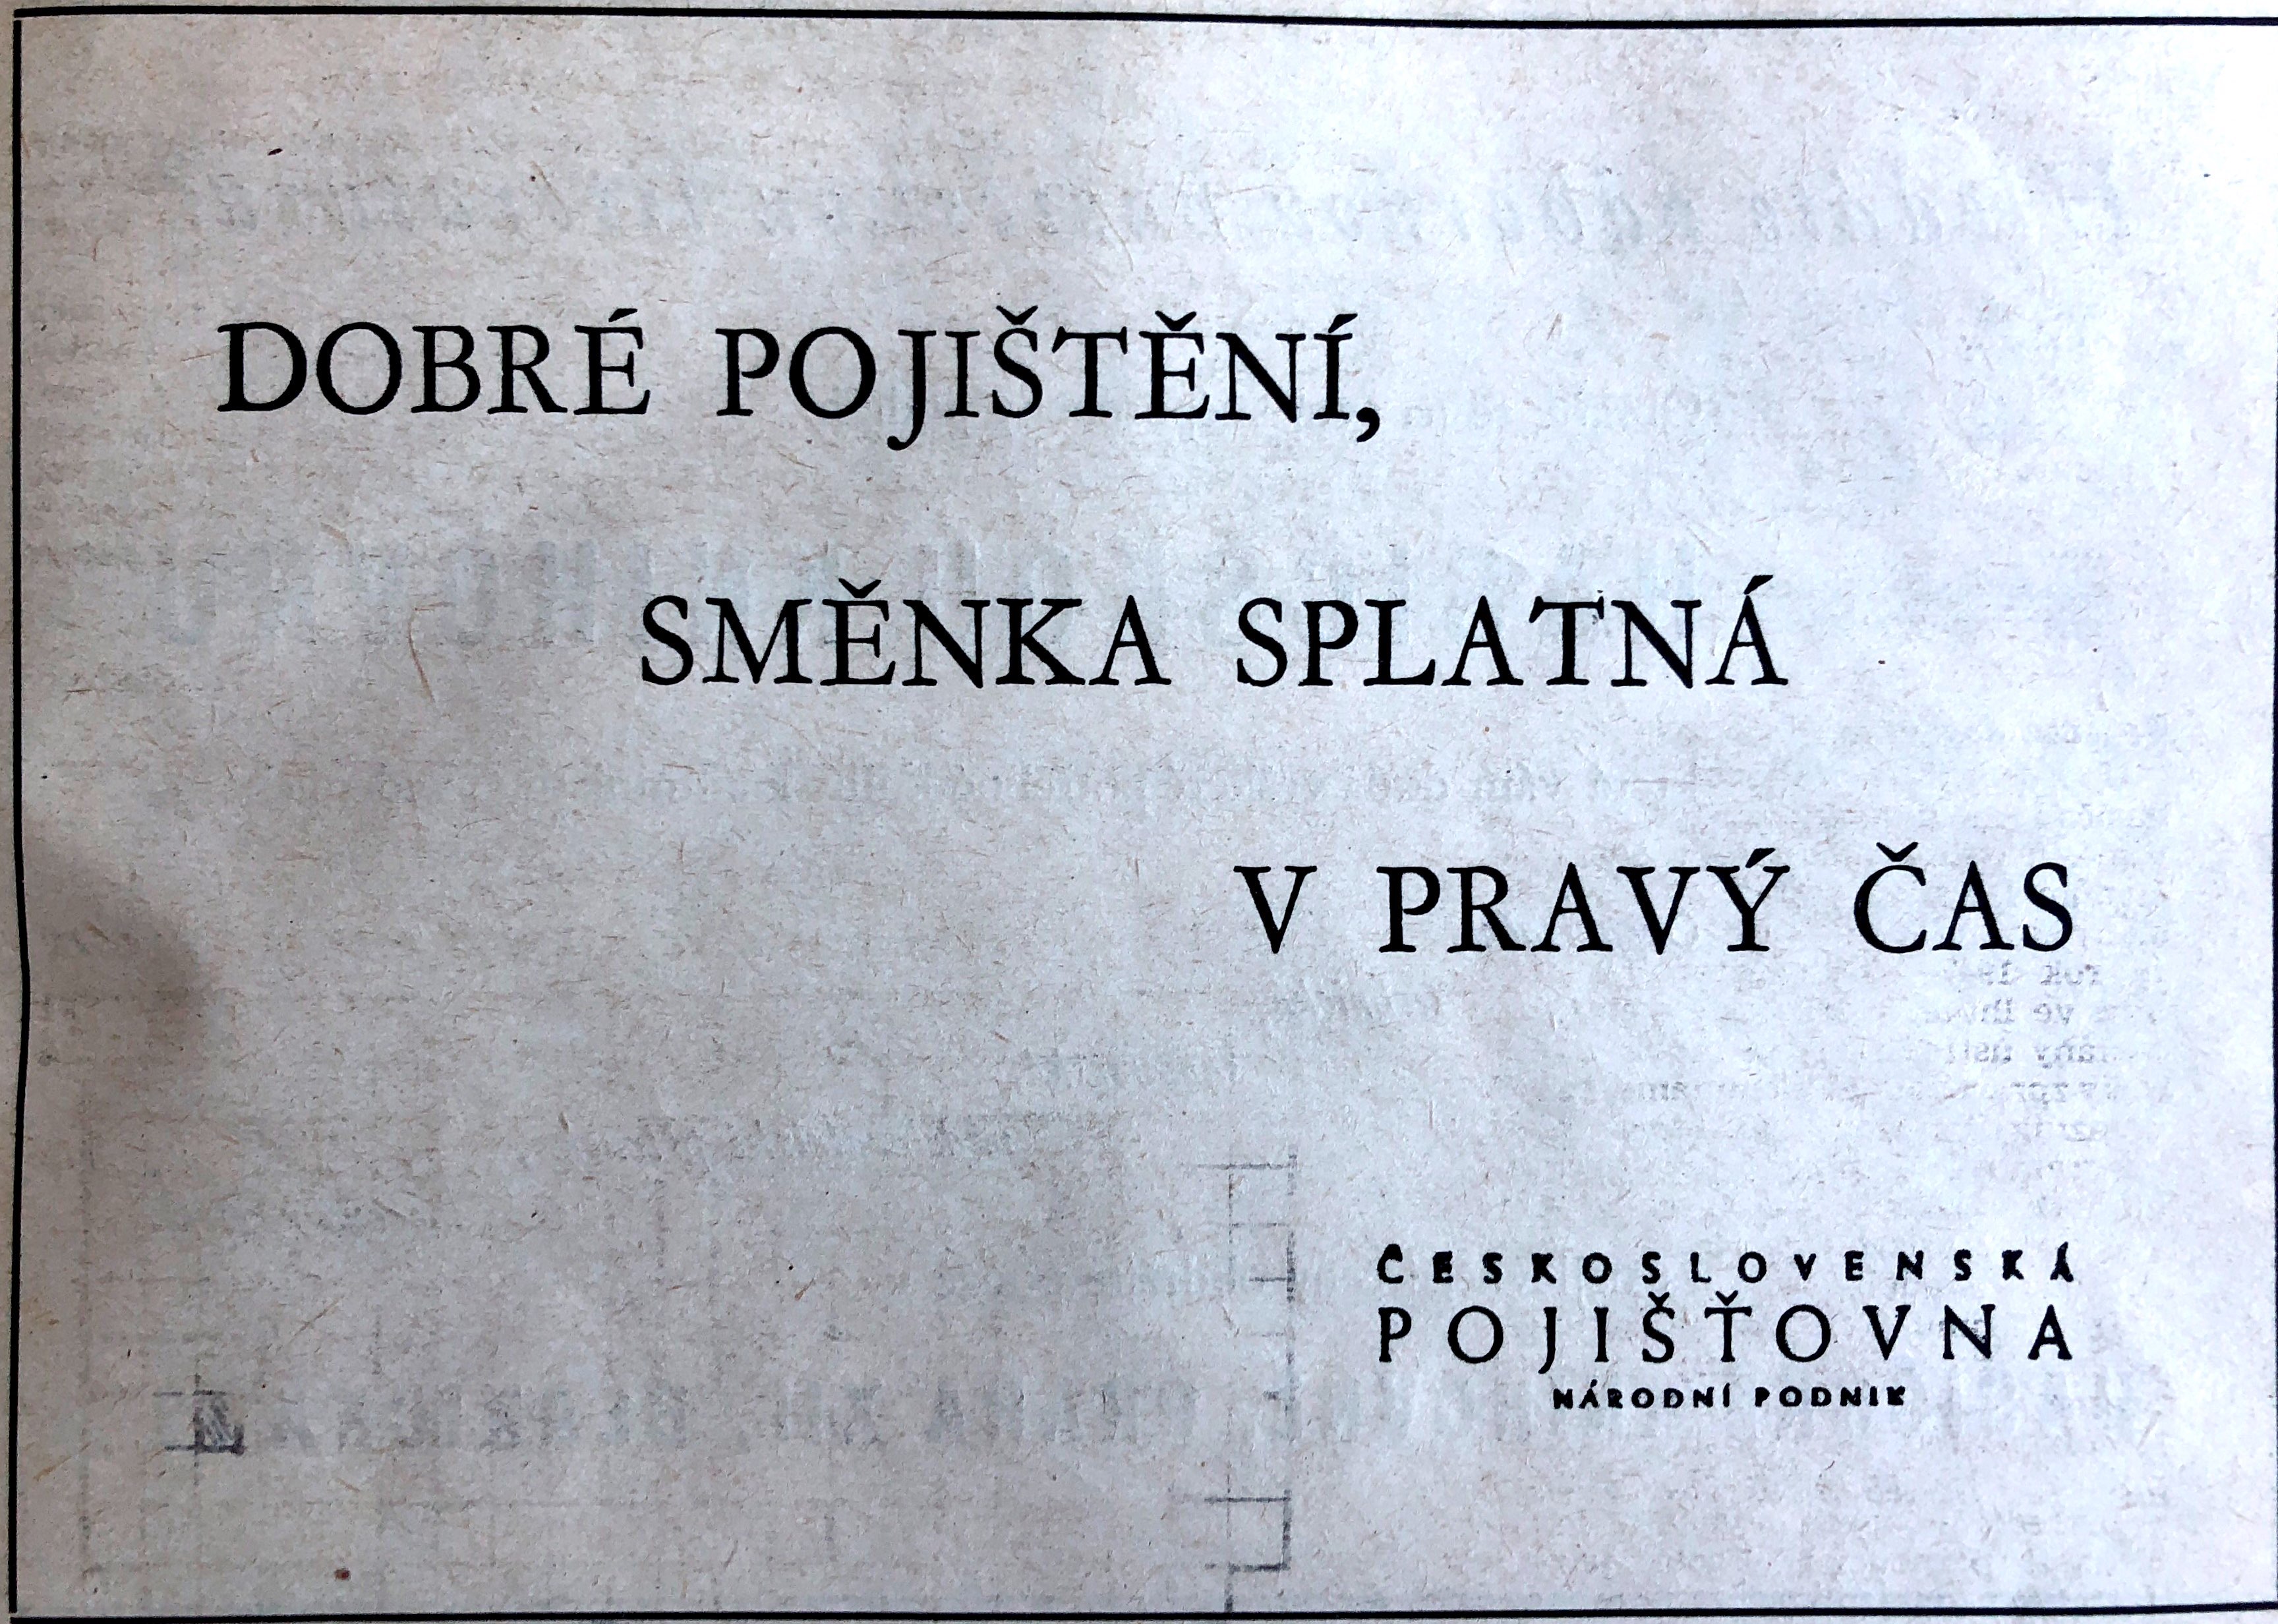 DOBRÉ POJIŠTĚNÍ,
SMĚNKA SPLATNÁ
V PRAVÝ ČAS
ČESKOSLOVENSKÁ
POJIŠŤOVNA
NÁRODNÍ PODNIK